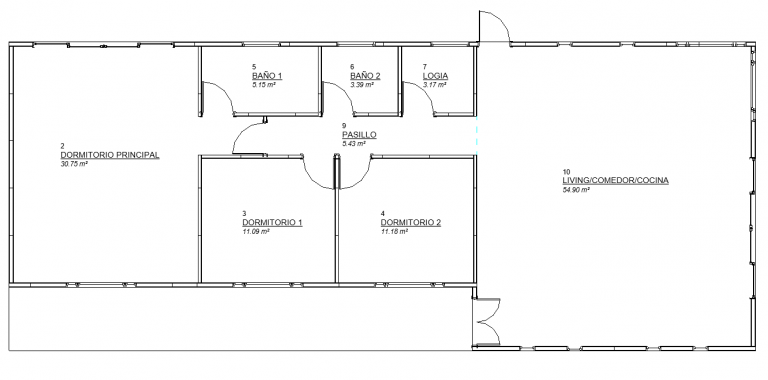 5
BAÑO 1
5.15 m²
6
BAÑO 2
3.39 m²
7
LOGIA
3.17 m²
9
PASILLO
5.43 m²
2
DORMITORIO PRINCIPAL
30.75 m²
10
LIVING/COMEDOR/COCINA
54.90 m²
3
DORMITORIO 1
11.09 m²
4
DORMITORIO 2
11.16 m²